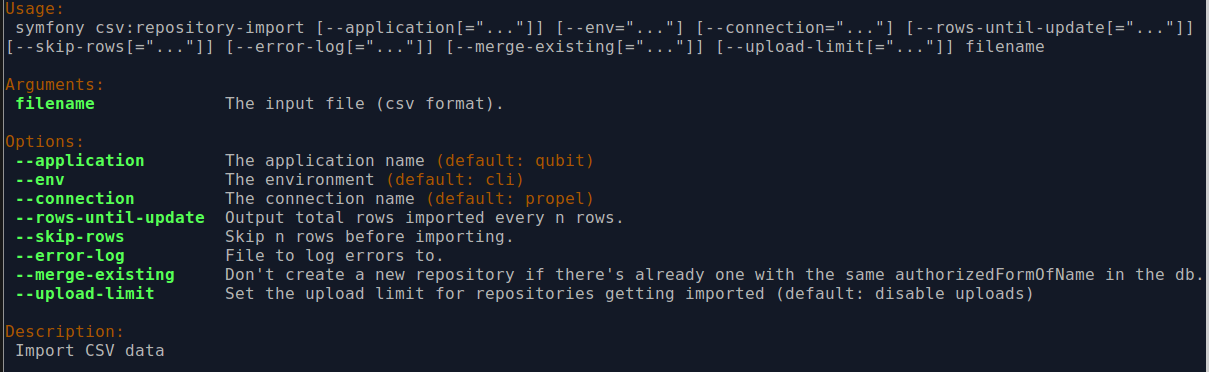 Usage:
symfony csv:repository-import [--application[="..."]] [--env="..."] [--connection="..."] [--rows-until-update[="..."]]
[--skip-rows[="..."]] [--error-log[="..."]] [--merge-existing[="..."]] [--upload-limit[="..."]] filename
Arguments:
filename The input file (csv format).
Options:
--application The application name (default: qubit)
--env The environment (default: cli)
--connection The connection name (default: propel)
--rows-until-update Output total rows imported every n rows.
--skip-rows Skip n rows before importing.
--error-log File to log errors to.
--merge-existing Don't create a new repository if there's already one with the same authorizedFormOfName in the db.
--upload-limit Set the upload limit for repositories getting imported (default: disable uploads)
Description:
Import CSV data